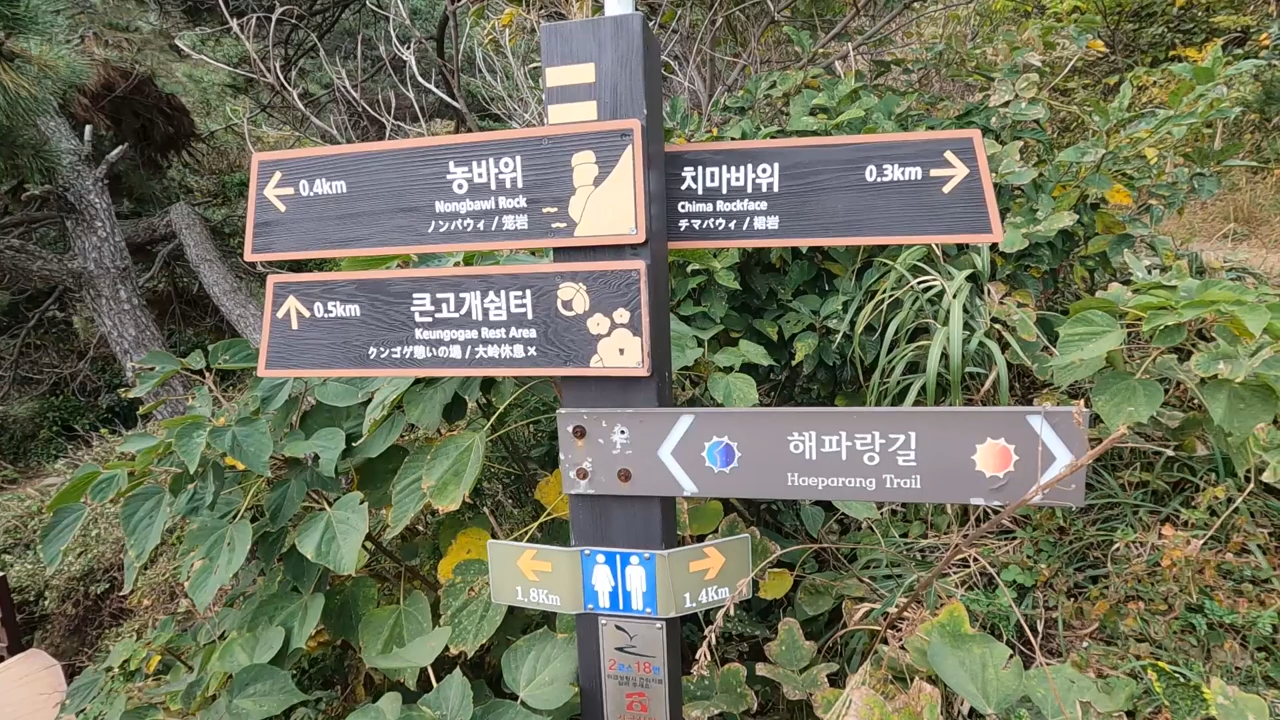 0.4km
농바위
Nongbawi Rock
ノンバウィ / 笼岩
치마바위
0.3km
Chima Rockface
チマバウィ / 裙岩
0.5km
큰고개쉼터
Keungogae Rest Area
クンゴゲ憩いの場 / 大岭休息×
해파랑길
Haeparang Trail
1.8Km
1.4Km
2코스18번